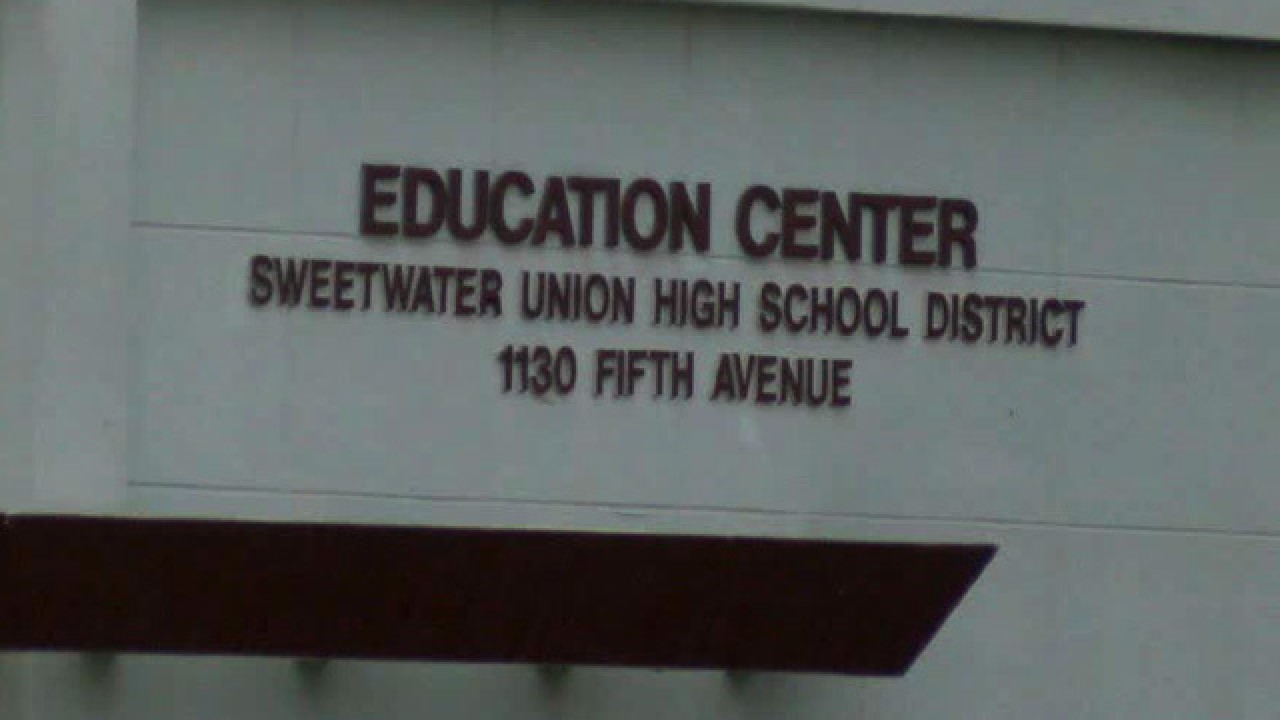 EDUCATION CENTER
SWEETWATER UNION HIGH SCHOOL DISTRICT
1130 FIFTH AVENUE